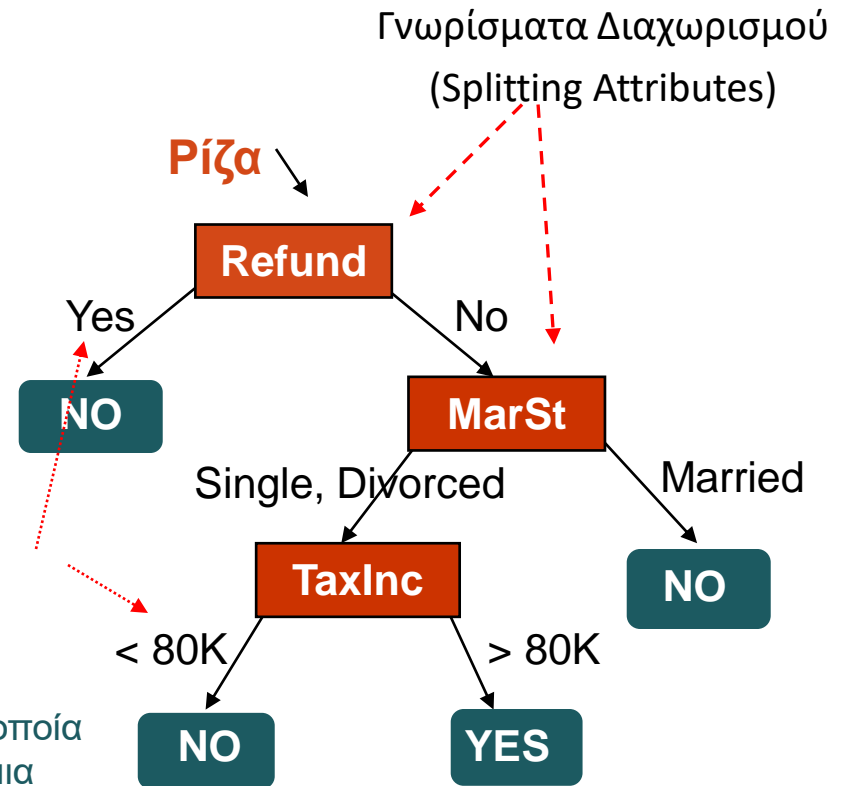 Γνωρίσματα Διαχωρισμού
(Splitting Attributes)
Ρίζα
Refund
Yes
No
NO
MarSt
Single, Divorced
Married
TaxInc
NO
< 80K
> 80K
NO
YES